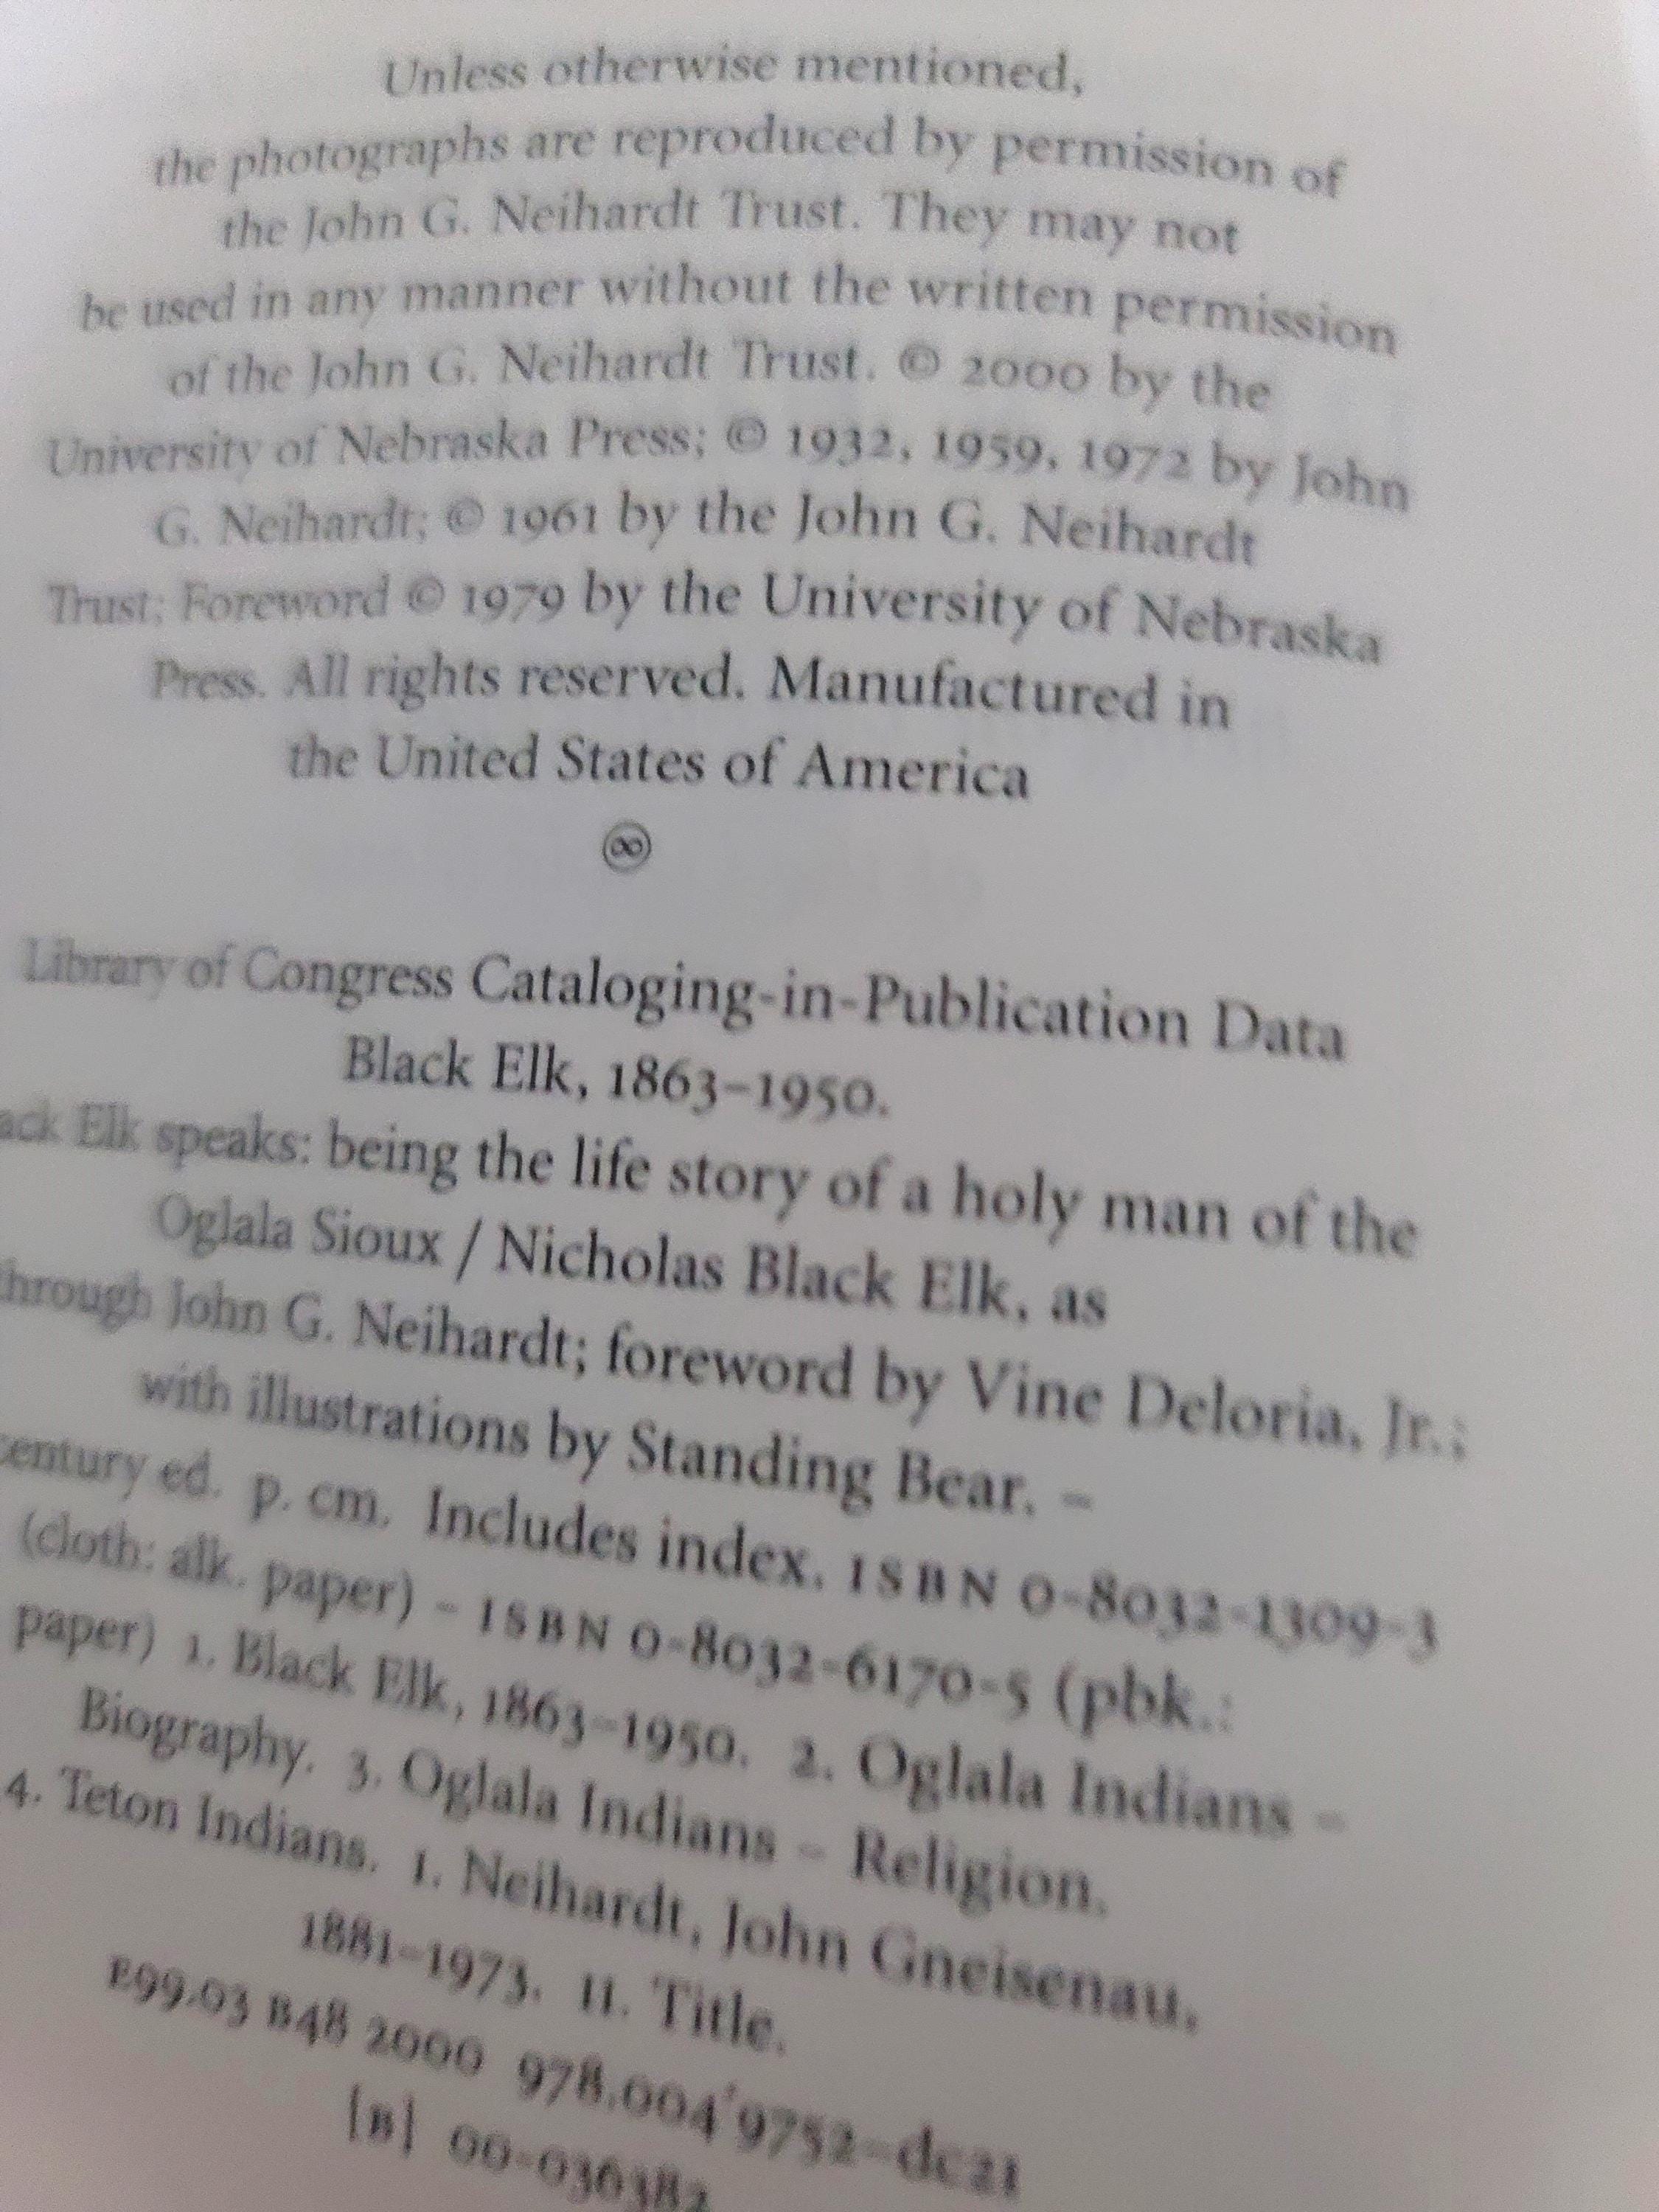 Unless otherwise mentioned,
the photographs are reproduced by permission of
the John G. Neihardt Trust. They may not
be used in any manner without the written permission
of the John G. Neihardt Trust. © 2000 by the
University of Nebraska Press; © 1932, 1959, 1972 by John
G. Neihardt; © 1961 by the John G. Neihardt
Trust; Foreword © 1979 by the University of Nebraska
Press. All rights reserved. Manufactured in
the United States of America
♾
Library of Congress Cataloging-in-Publication Data
Black Elk, 1863–1950.
ack Elk speaks: being the life story of a holy man of the
Oglala Sioux / Nicholas Black Elk, as
through John G. Neihardt; foreword by Vine Deloria, Jr.;
with illustrations by Standing Bear. –
century ed. p. cm. Includes index. ISBN 0-8032-1309-3
(cloth: alk. paper) – ISBN 0-8032-6170-5 (pbk.:
paper) 1. Black Elk, 1863–1950. 2. Oglala Indians –
Biography. 3. Oglala Indians – Religion.
4. Teton Indians. I. Neihardt, John Gneisenau,
1881–1973. II. Title.
E99.O3 B48 2000 978.004'9752–dc21
[B] 00-036382